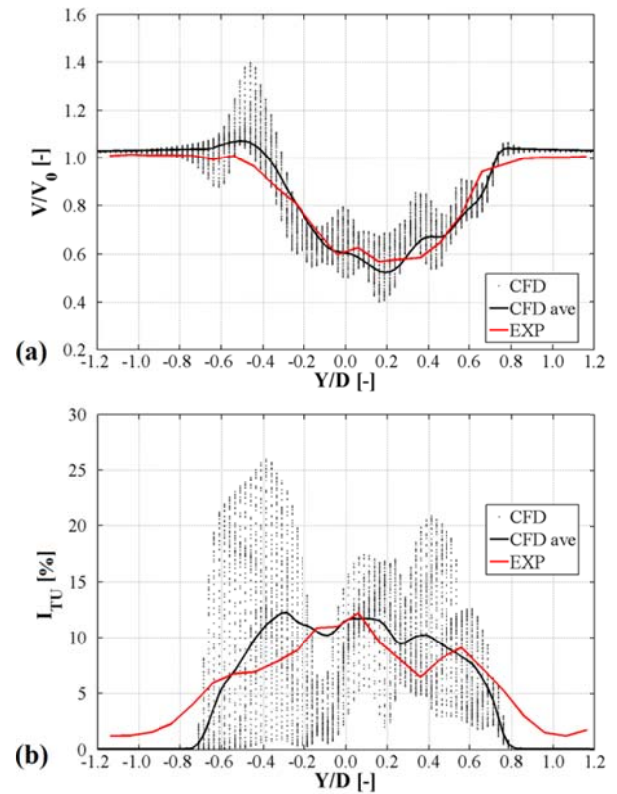 1.6
1.4
1.2
1.0
0.8
0.6
0.4
0.2
V/V0 [-]
CFD
CFD ave
EXP
(a)
-1.2 -1.0 -0.8 -0.6 -0.4 -0.2 0.0 0.2 0.4 0.6 0.8 1.0 1.2
Y/D [-]
30
25
20
15
10
5
0
ITU [%]
CFD
CFD ave
EXP
(b)
-1.2 -1.0 -0.8 -0.6 -0.4 -0.2 0.0 0.2 0.4 0.6 0.8 1.0 1.2
Y/D [-]